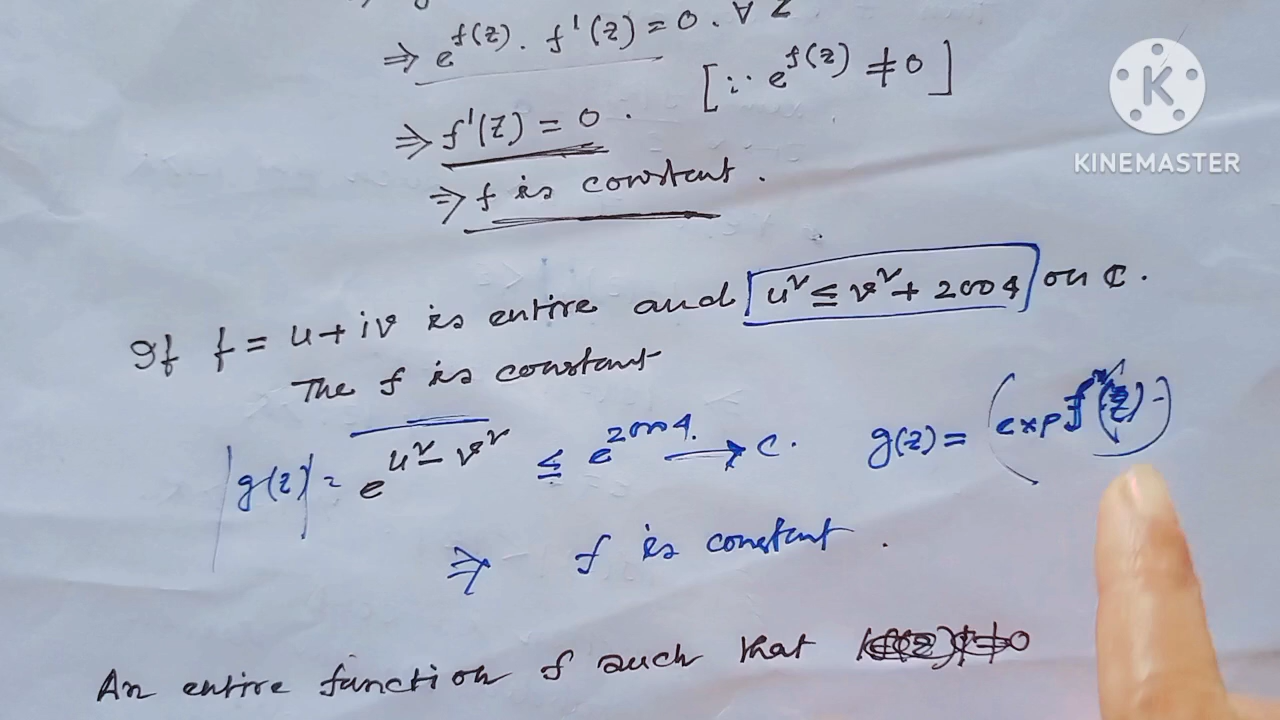 ⇒ e^f(z). f'(z) = 0. ∀ z
[∵ e^f(z) ≠ 0]
⇒ f'(z) = 0.
⇒ f is constant.
KINEMASTER
If f = u + iv is entire and u² ≤ v² + 2004 on ℂ.
The f is constant
|g(z)| = e^u² - v² ≤ e^2004. → c. g(z) = (exp f²(z))
⇒ f is constant.
An entire function f such that